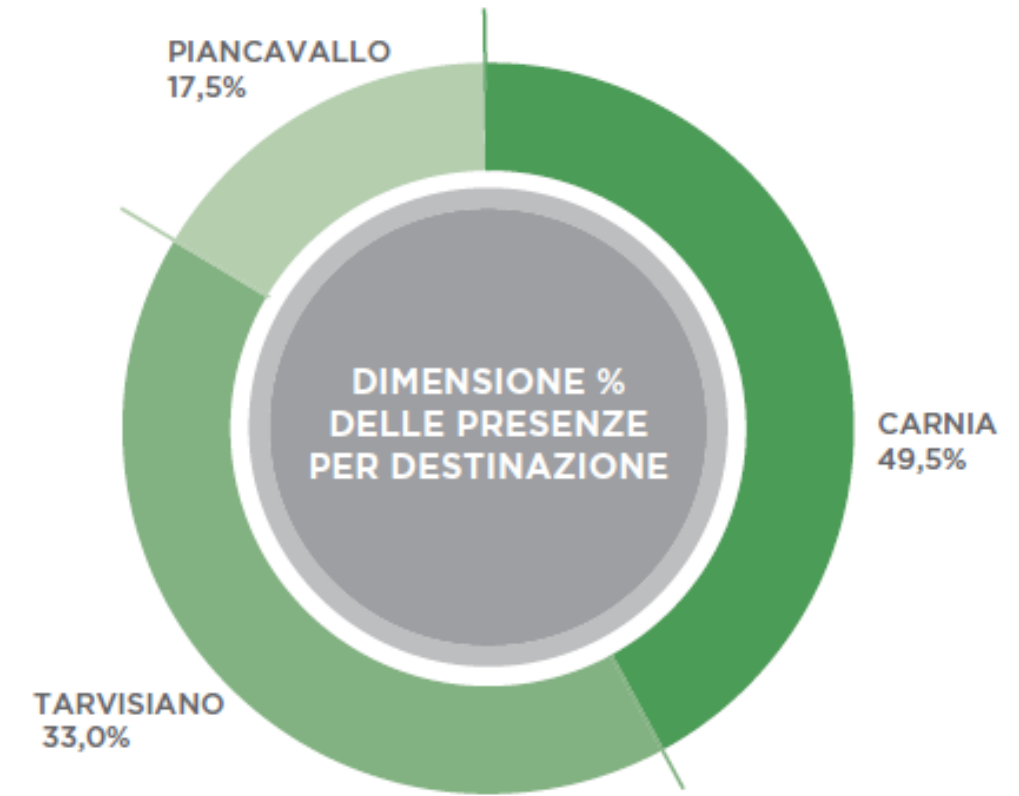 PIANCAVALLO
17,5%
DIMENSIONE %
DELLE PRESENZE
PER DESTINAZIONE
CARNIA
49,5%
TARVISIANO
33,0%